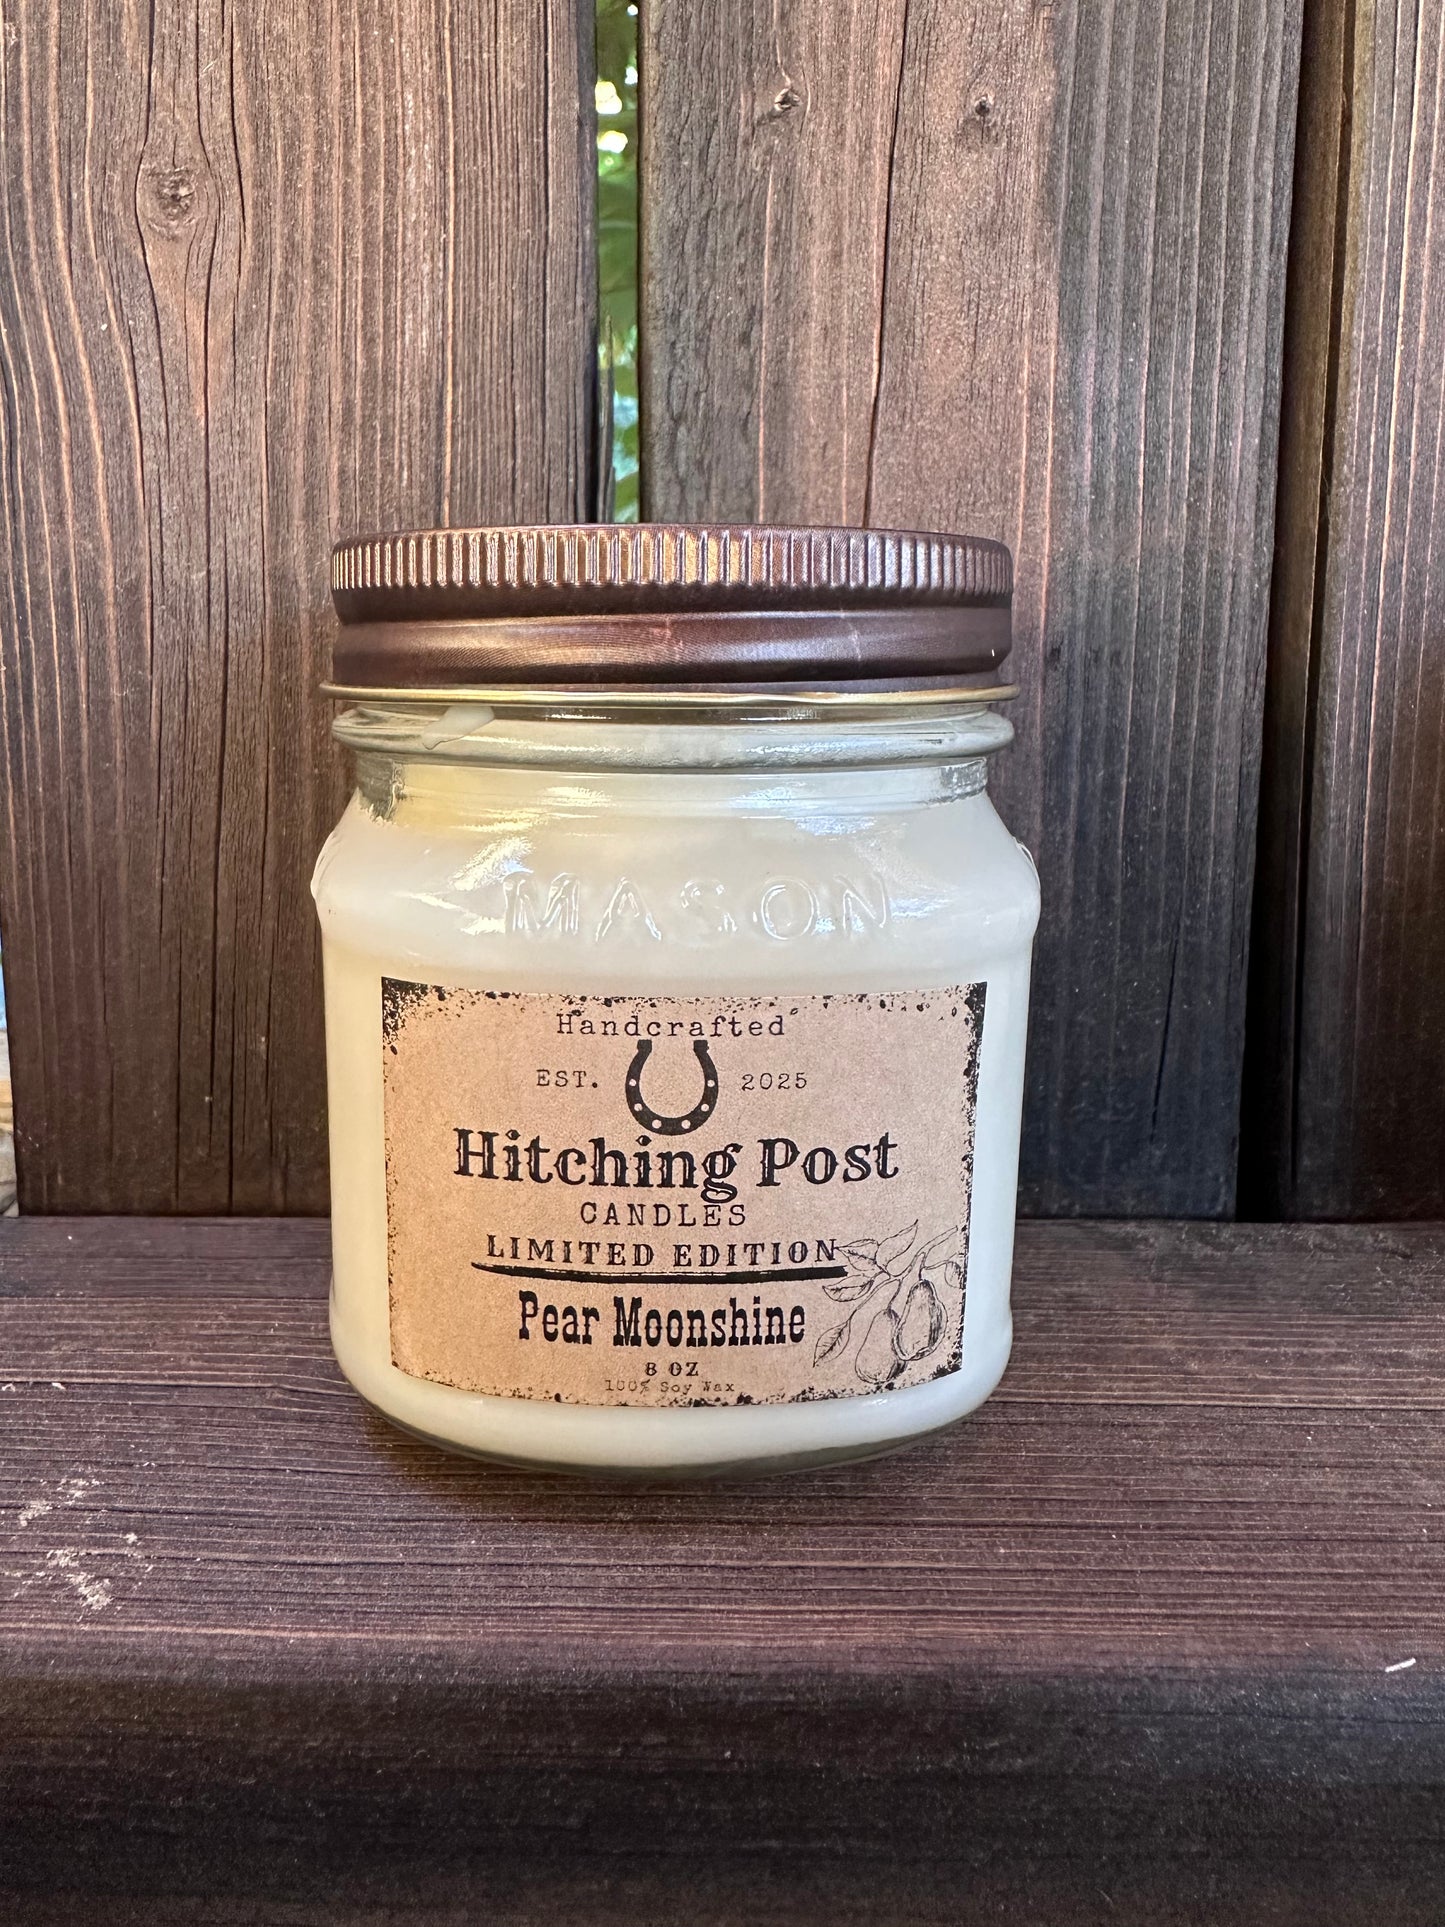 MASON
Handcrafted
EST. 2025
Hitching Post
CANDLES
LIMITED EDITION
Pear Moonshine
8 OZ
100% Soy Wax